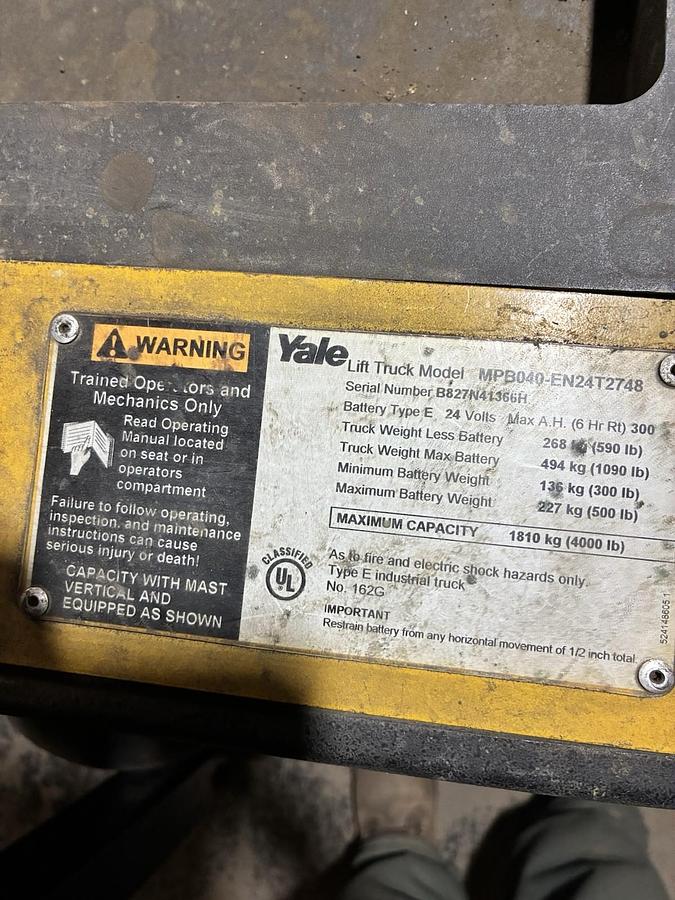 WARNING
Trained Operators and
Mechanics Only
Read Operating
Manual located
on seat or in
operators
compartment
Failure to follow operating,
inspection, and maintenance
instructions can cause
serious injury or death!
CAPACITY WITH MAST
VERTICAL AND
EQUIPPED AS SHOWN
Yale Lift Truck Model MPB040-EN24T2748
Serial Number B827N41366H
Battery Type E 24 Volts Max A.H. (6 Hr Rt) 300
Truck Weight Less Battery 268 kg (590 lb)
Truck Weight Max Battery 494 kg (1090 lb)
Minimum Battery Weight 136 kg (300 lb)
Maximum Battery Weight 227 kg (500 lb)
MAXIMUM CAPACITY 1810 kg (4000 lb)
CLASSIFIED
UL
As to fire and electric shock hazards only.
Type E industrial truck
No. 162G
IMPORTANT
Restrain battery from any horizontal movement of 1/2 inch total.
524148605 1